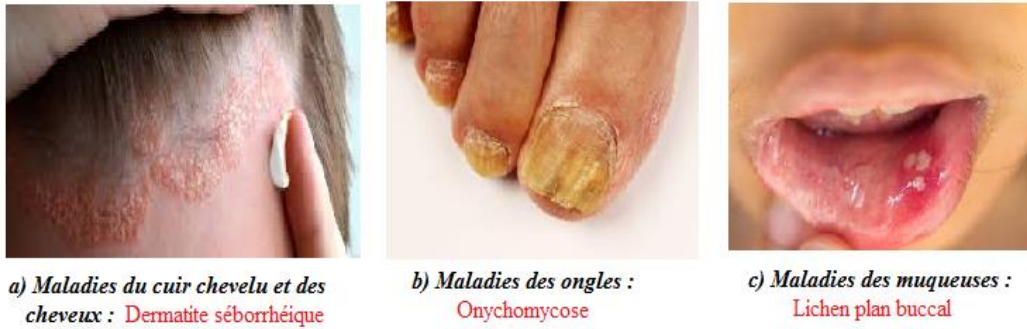 a) Maladies du cuir chevelu et des
cheveux : Dermatite séborrhéique
b) Maladies des ongles :
Onychomycose
c) Maladies des muqueuses :
Lichen plan buccal